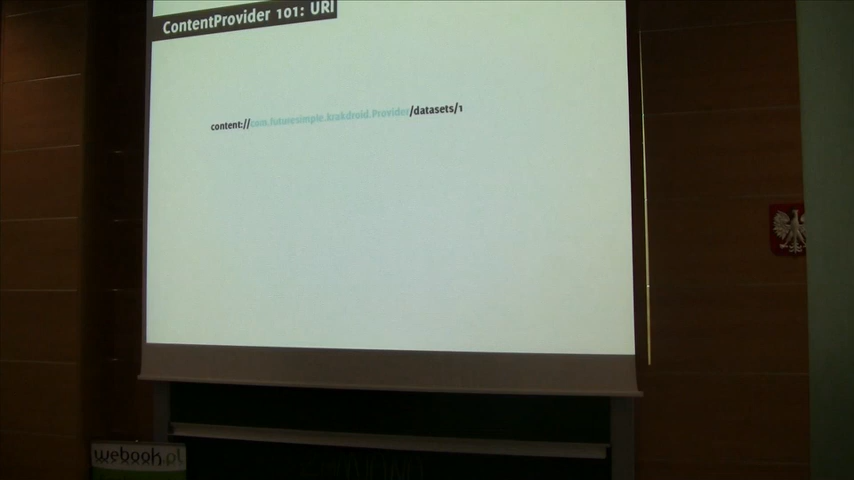 ContentProvider 101: URI
content://com.futuresimple.krakdroid.Provider/datasets/1
webook.pl